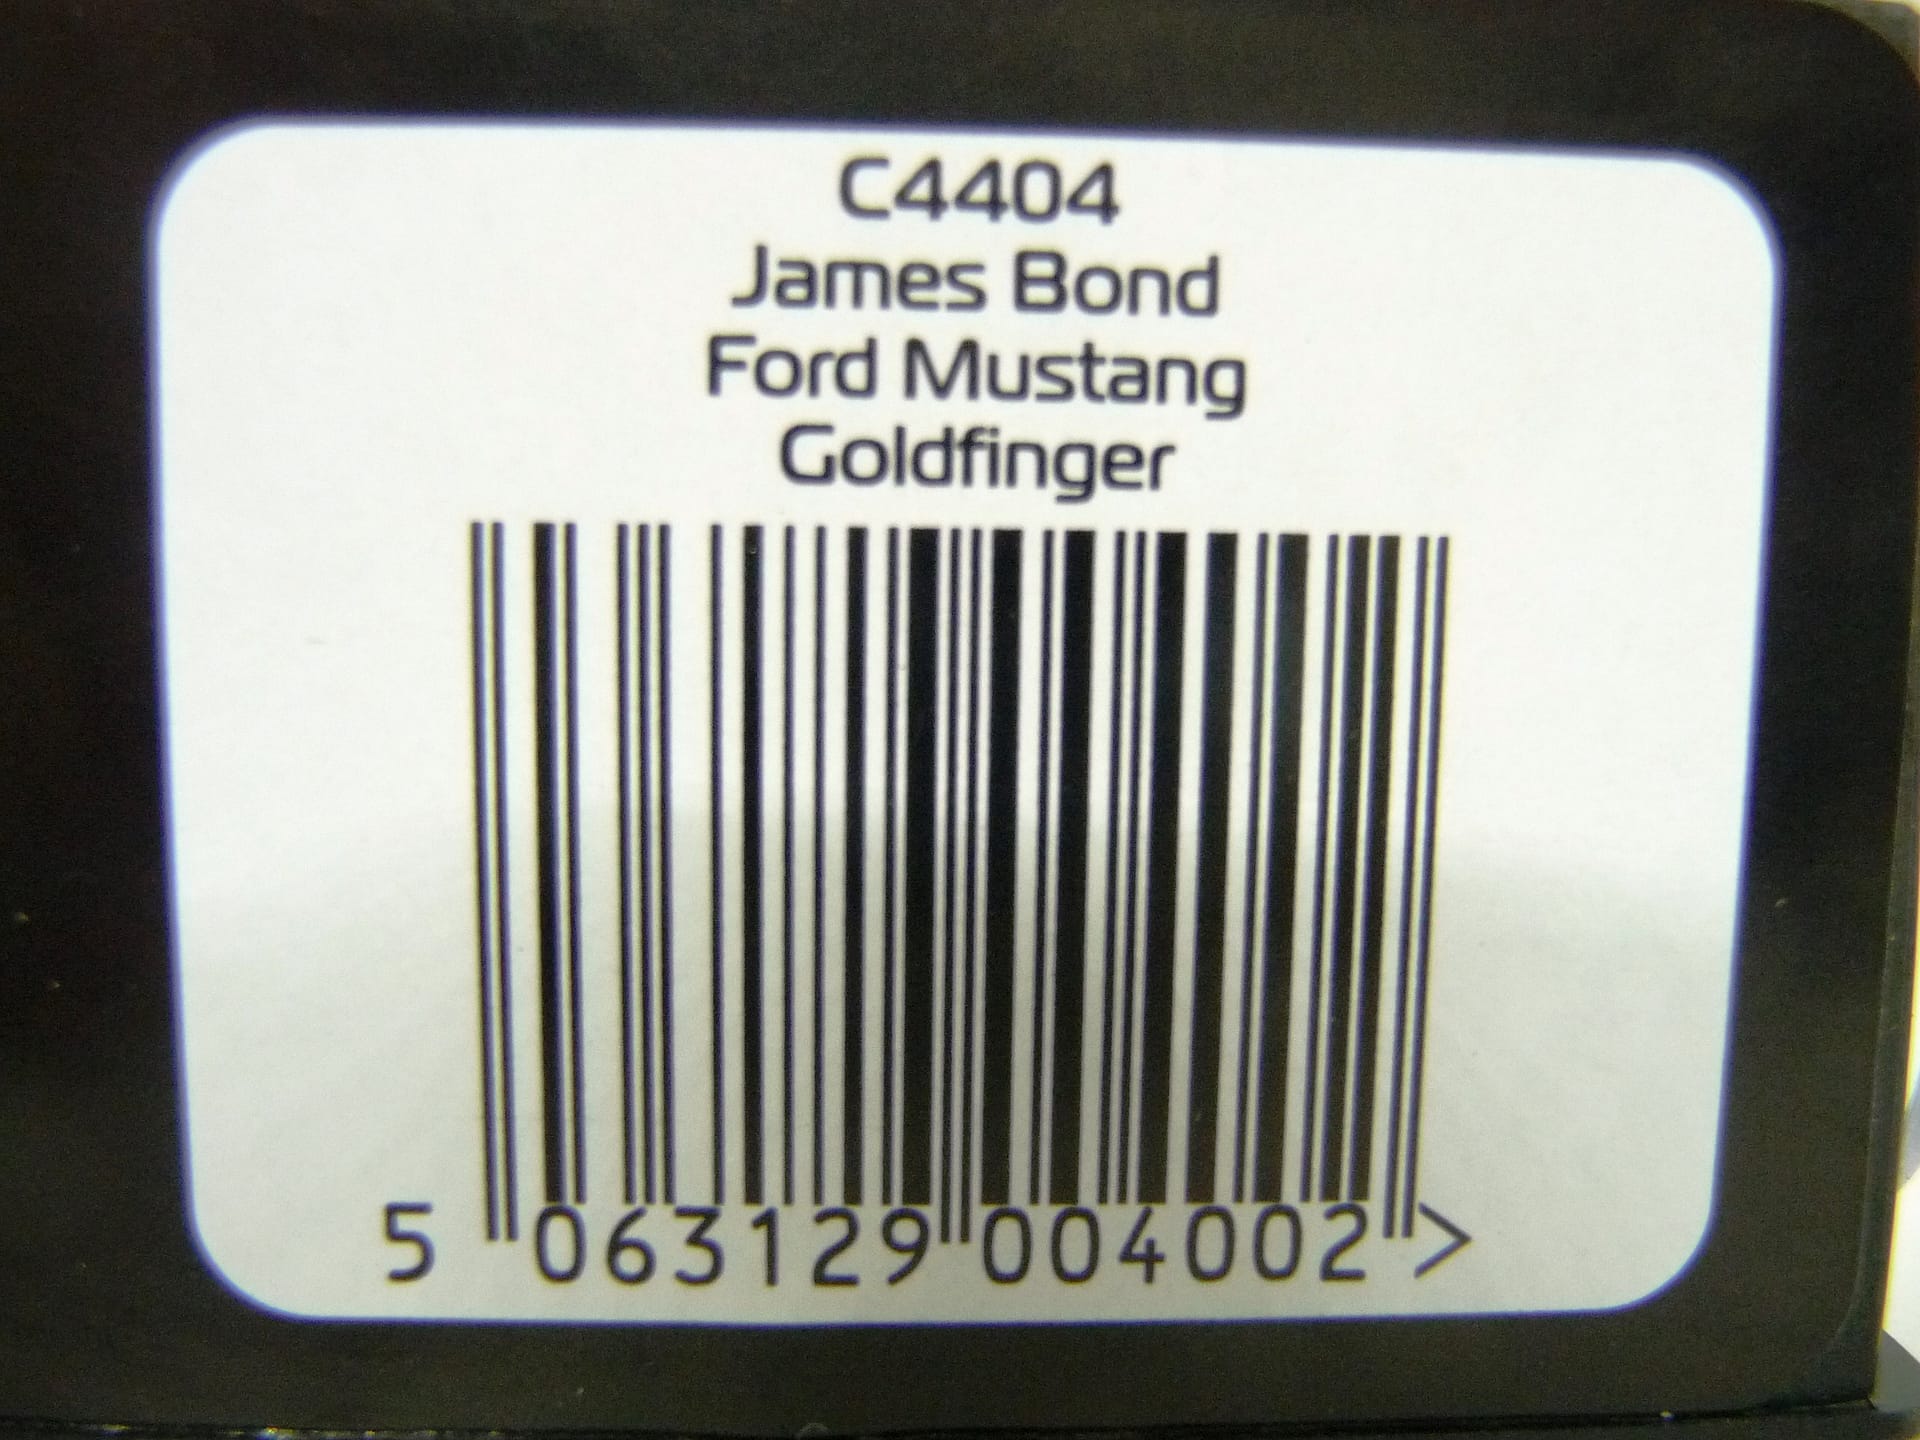 C4404
James Bond
Ford Mustang
Goldfinger
5 063129 004002 >